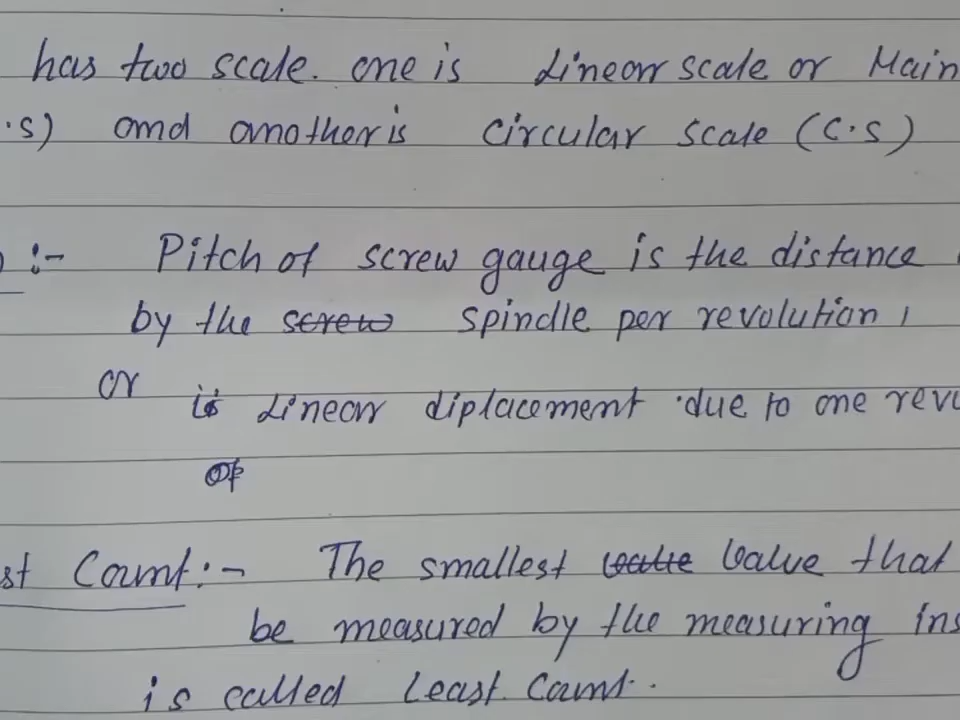 has two scale. one is Linear scale or Main
.s) and another is circular scale (C.S)
:- Pitch of screw gauge is the distance
by the screw spindle per revolution,
or is Linear diplacement due to one revo
of
st Count :- The smallest value value that
be measured by the measuring ins
is called Least Count.